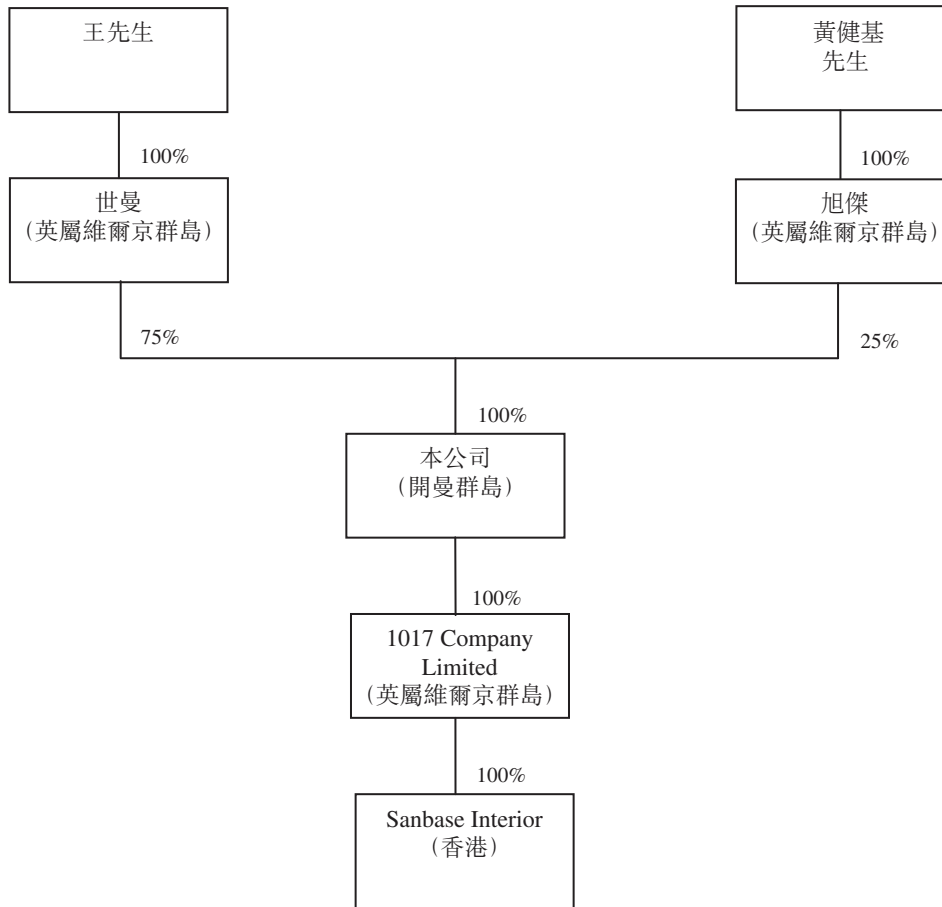 王先生
黃健基
先生
100%
100%
世曼
(英屬維爾京群島)
旭傑
(英屬維爾京群島)
75%
25%
100%
本公司
(開曼群島)
100%
1017 Company
Limited
(英屬維爾京群島)
100%
Sanbase Interior
(香港)